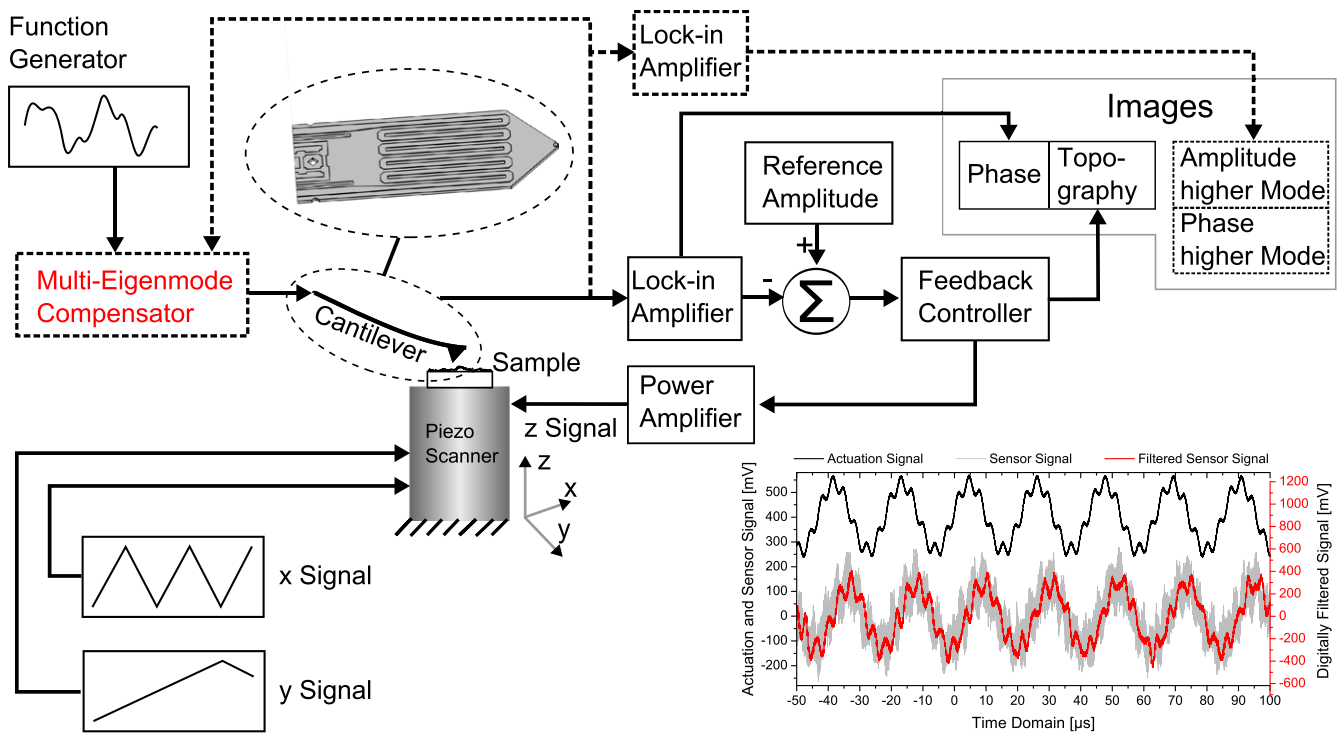 Function
Generator
Lock-in
Amplifier
Images
Reference
Amplitude
Phase
Topo-
graphy
Amplitude
higher Mode
Phase
higher Mode
Multi-Eigenmode
Compensator
Cantilever
Lock-in
Amplifier
+
-
Σ
Feedback
Controller
Sample
Power
Amplifier
z Signal
Piezo
Scanner
z
x
y
x Signal
y Signal
Actuation Signal
Sensor Signal
Filtered Sensor Signal
Actuation and Sensor Signal [mV]
500
400
300
200
100
0
-100
-200
1200
1000
800
600
400
200
0
-200
-400
-600
Digitally Filtered Signal [mV]
-50 -40 -30 -20 -10 0 10 20 30 40 50 60 70 80 90 100
Time Domain [µs]